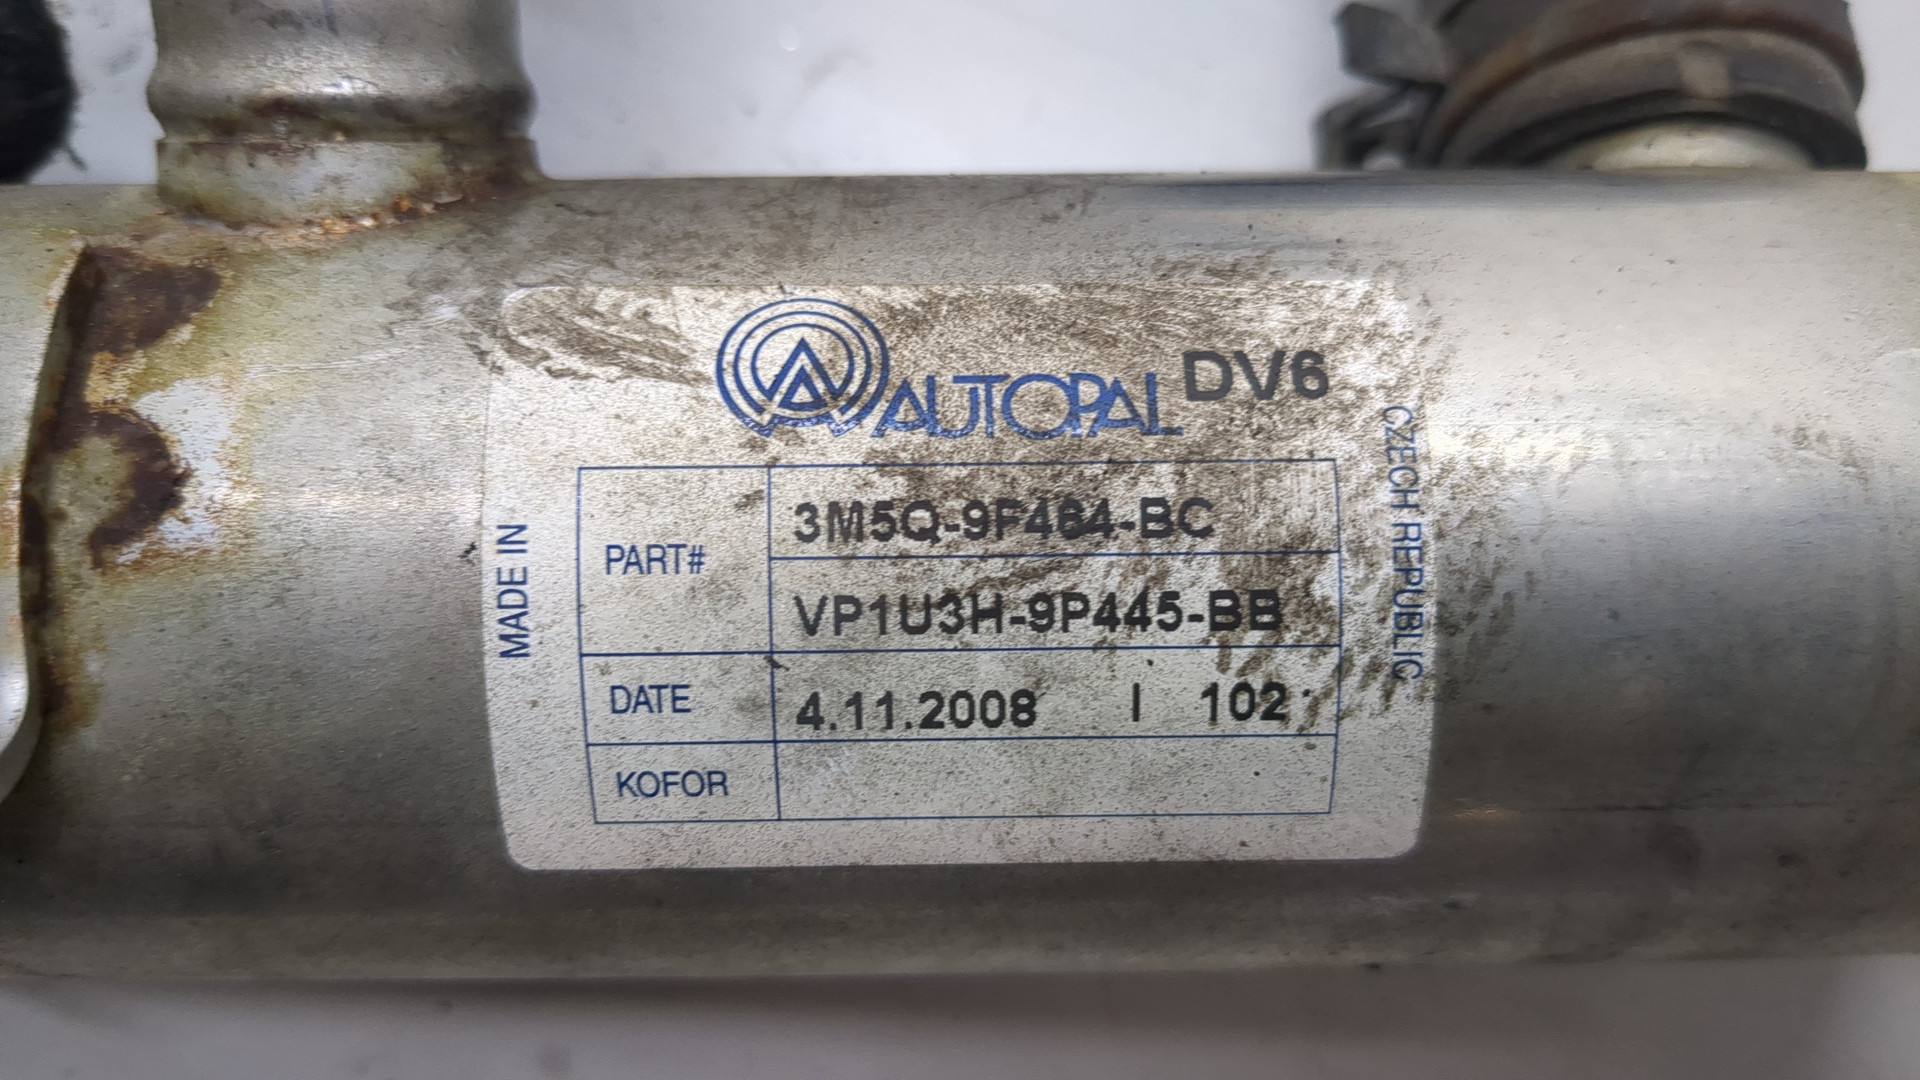 AUTOPAL DV6
MADE IN
CZECH REPUBLIC
PART# 3M5Q-9F464-BC
VP1U3H-9P445-BB
DATE 4.11.2008 I 102
KOFOR